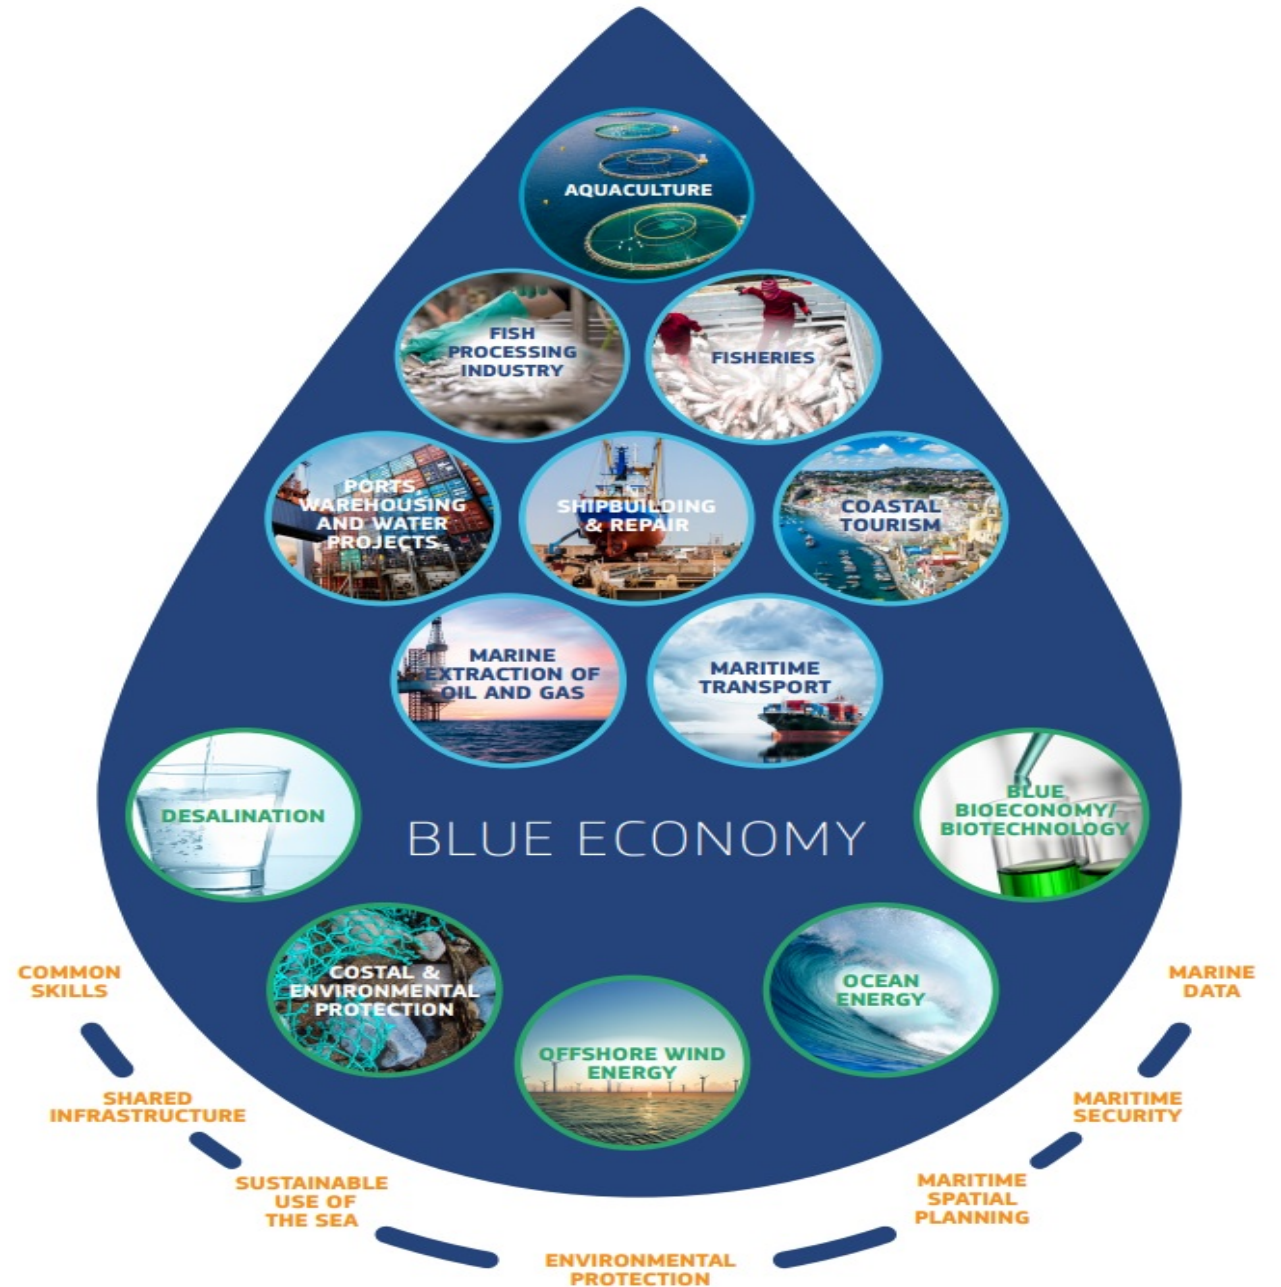 AQUACULTURE
FISH
PROCESSING
INDUSTRY
FISHERIES
PORTS,
WAREHOUSING
AND WATER
PROJECTS
SHIPBUILDING
& REPAIR
COASTAL
TOURISM
MARINE
EXTRACTION OF
OIL AND GAS
MARITIME
TRANSPORT
DESALINATION
BLUE ECONOMY
BLUE
BIOECONOMY/
BIOTECHNOLOGY
COSTAL &
ENVIRONMENTAL
PROTECTION
OFFSHORE WIND
ENERGY
OCEAN
ENERGY
COMMON
SKILLS
SHARED
INFRASTRUCTURE
SUSTAINABLE
USE OF
THE SEA
ENVIRONMENTAL
PROTECTION
MARITIME
SPATIAL
PLANNING
MARITIME
SECURITY
MARINE
DATA